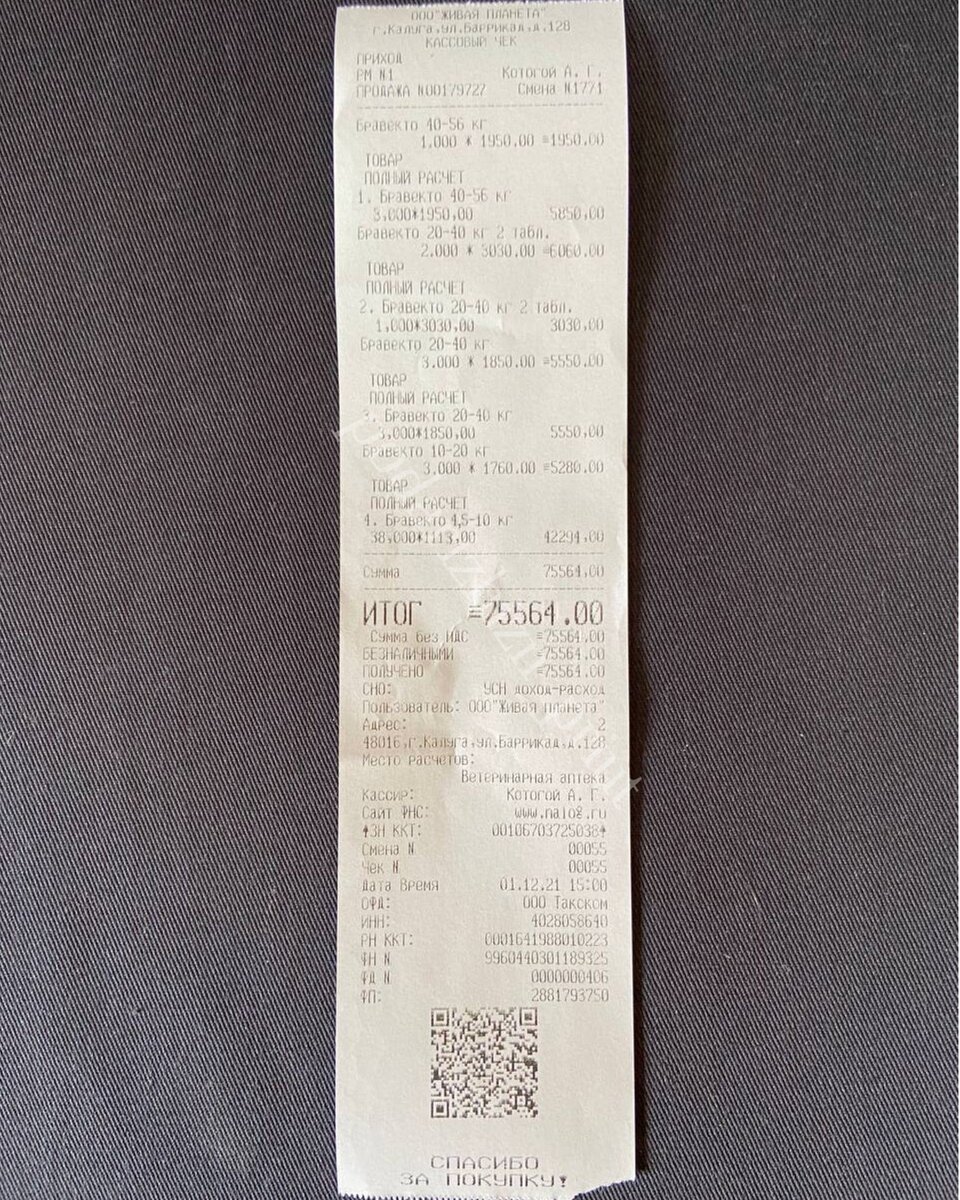 ООО"ЖИВАЯ ПЛАНЕТА"
г.Калуга,ул.Баррикад,д.128
КАССОВЫЙ ЧЕК
ПРИХОД
РМ N1 Котогой А. Г.
ПРОДАЖА N00179727 Смена N1771
Бравекто 40-56 кг
1.000 * 1950.00 =1950.00
ТОВАР
ПОЛНЫЙ РАСЧЕТ
1. Бравекто 40-56 кг
3,000*1950,00 5850,00
Бравекто 20-40 кг 2 табл.
2.000 * 3030.00 =6060.00
ТОВАР
ПОЛНЫЙ РАСЧЕТ
2. Бравекто 20-40 кг 2 табл.
1,000*3030,00 3030,00
Бравекто 20-40 кг
3.000 * 1850.00 =5550.00
ТОВАР
ПОЛНЫЙ РАСЧЕТ
3. Бравекто 20-40 кг
3,000*1850,00 5550,00
Бравекто 10-20 кг
3.000 * 1760.00 =5280.00
ТОВАР
ПОЛНЫЙ РАСЧЕТ
4. Бравекто 4,5-10 кг
38,000*1113,00 42294,00
Сумма 75564,00
ИТОГ =75564.00
Сумма без НДС =75564.00
БЕЗНАЛИЧНЫМИ =75564.00
ПОЛУЧЕНО =75564.00
СНО: УСН доход-расход
Пользователь: ООО"Живая планета"
Адрес: 2
48016,г.Калуга,ул.Баррикад,д.128
Место расчетов:
Ветеринарная аптека
Кассир: Котогой А. Г.
Сайт ФНС: www.nalog.ru
ЗН ККТ: 00106703725038
Смена N 00055
Чек N 00055
Дата Время 01.12.21 15:00
ОФД: ООО Такском
ИНН: 4028058640
РН ККТ: 0001641988010223
ФН N 9960440301189325
ФД N 0000000406
ФП: 2881793750
СПАСИБО
ЗА ПОКУПКУ!